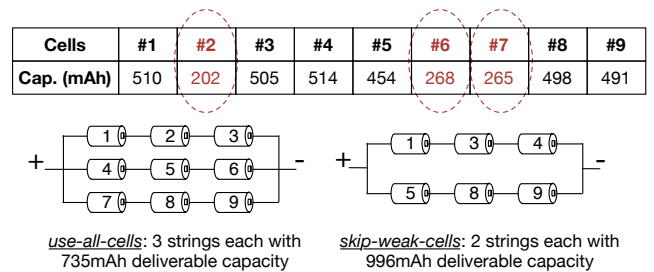 Cells #1 #2 #3 #4 #5 #6 #7 #8 #9
Cap. (mAh) 510 202 505 514 454 268 265 498 491
1 2 3
+ 4 5 6 -
7 8 9
1 3 4
+ -
5 8 9
use-all-cells: 3 strings each with
735mAh deliverable capacity
skip-weak-cells: 2 strings each with
996mAh deliverable capacity